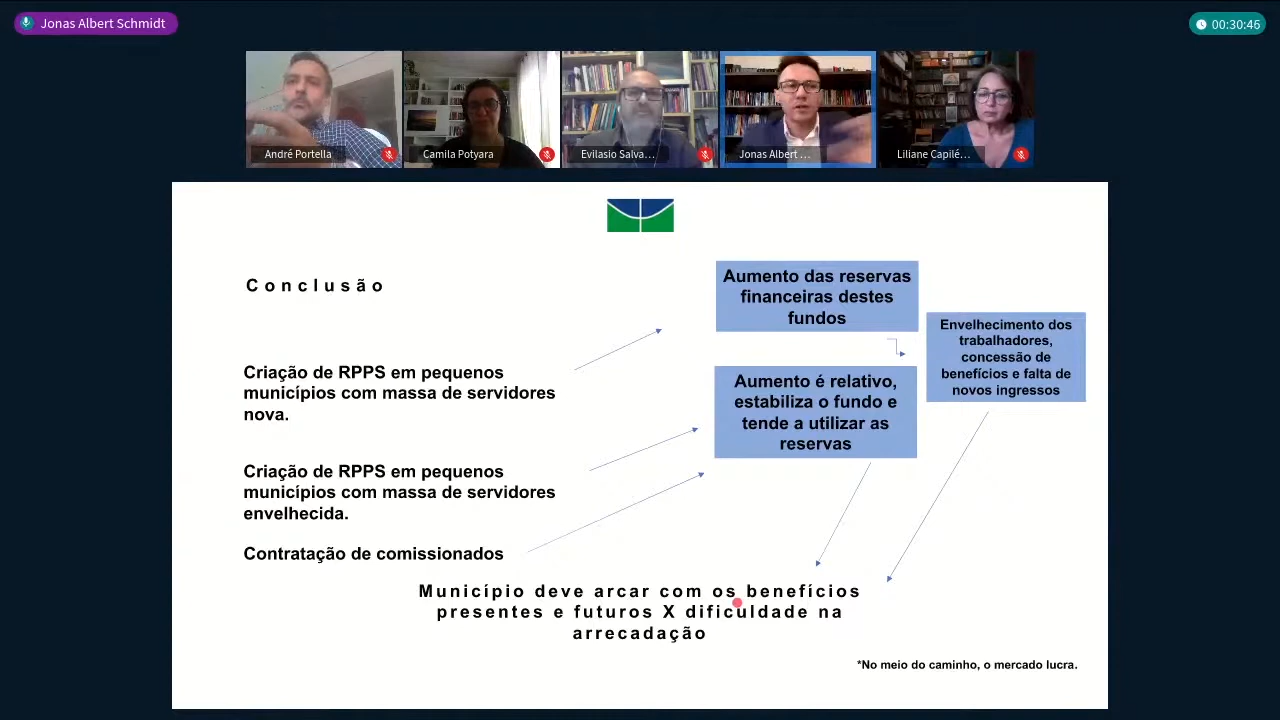 Jonas Albert Schmidt
00:30:46
André Portella
Camila Potyara
Evilasio Salva…
Jonas Albert …
Liliane Capilé…
Conclusão
Aumento das reservas
financeiras destes
fundos
Envelhecimento dos
trabalhadores,
concessão de
benefícios e falta de
novos ingressos
Criação de RPPS em pequenos
municípios com massa de servidores
nova.
Aumento é relativo,
estabiliza o fundo e
tende a utilizar as
reservas
Criação de RPPS em pequenos
municípios com massa de servidores
envelhecida.
Contratação de comissionados
Município deve arcar com os benefícios
presentes e futuros X dificuldade na
arrecadação
*No meio do caminho, o mercado lucra.